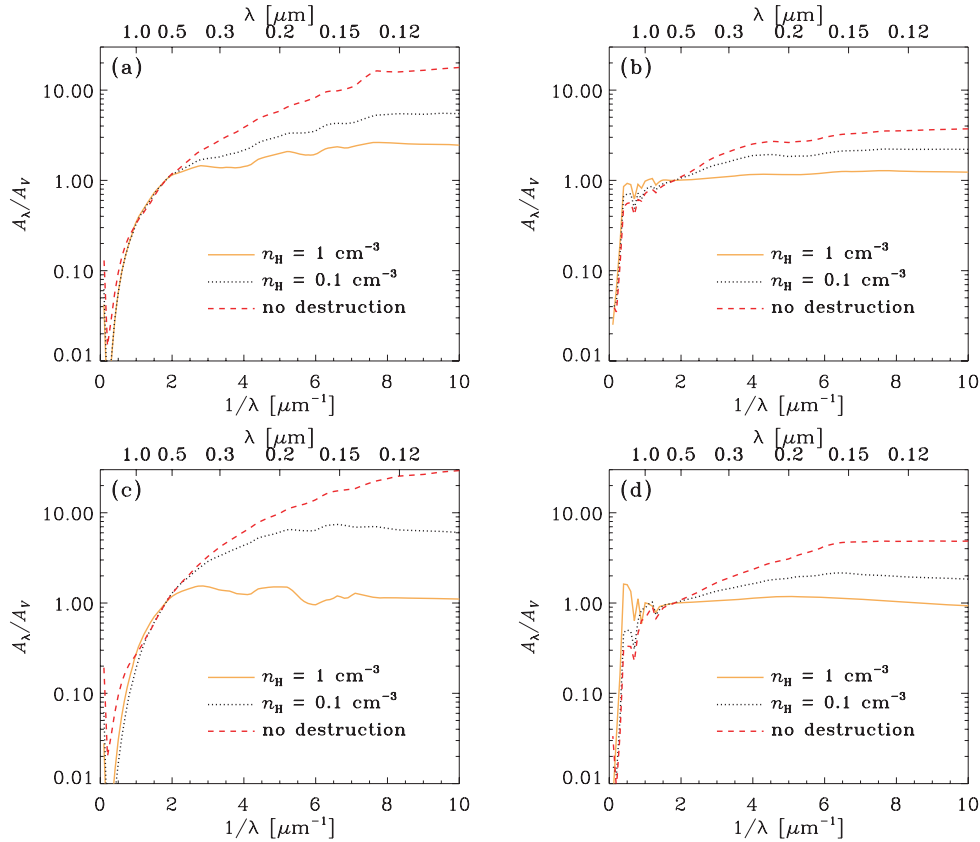 λ [μm]
1.0 0.5 0.3 0.2 0.15 0.12
(a)
10.00
1.00
0.10
0.01
A_λ/A_V
n_H = 1 cm⁻³
n_H = 0.1 cm⁻³
no destruction
0 2 4 6 8 10
1/λ [μm⁻¹]
λ [μm]
1.0 0.5 0.3 0.2 0.15 0.12
(b)
10.00
1.00
0.10
0.01
A_λ/A_V
n_H = 1 cm⁻³
n_H = 0.1 cm⁻³
no destruction
0 2 4 6 8 10
1/λ [μm⁻¹]
λ [μm]
1.0 0.5 0.3 0.2 0.15 0.12
(c)
10.00
1.00
0.10
0.01
A_λ/A_V
n_H = 1 cm⁻³
n_H = 0.1 cm⁻³
no destruction
0 2 4 6 8 10
1/λ [μm⁻¹]
λ [μm]
1.0 0.5 0.3 0.2 0.15 0.12
(d)
10.00
1.00
0.10
0.01
A_λ/A_V
n_H = 1 cm⁻³
n_H = 0.1 cm⁻³
no destruction
0 2 4 6 8 10
1/λ [μm⁻¹]